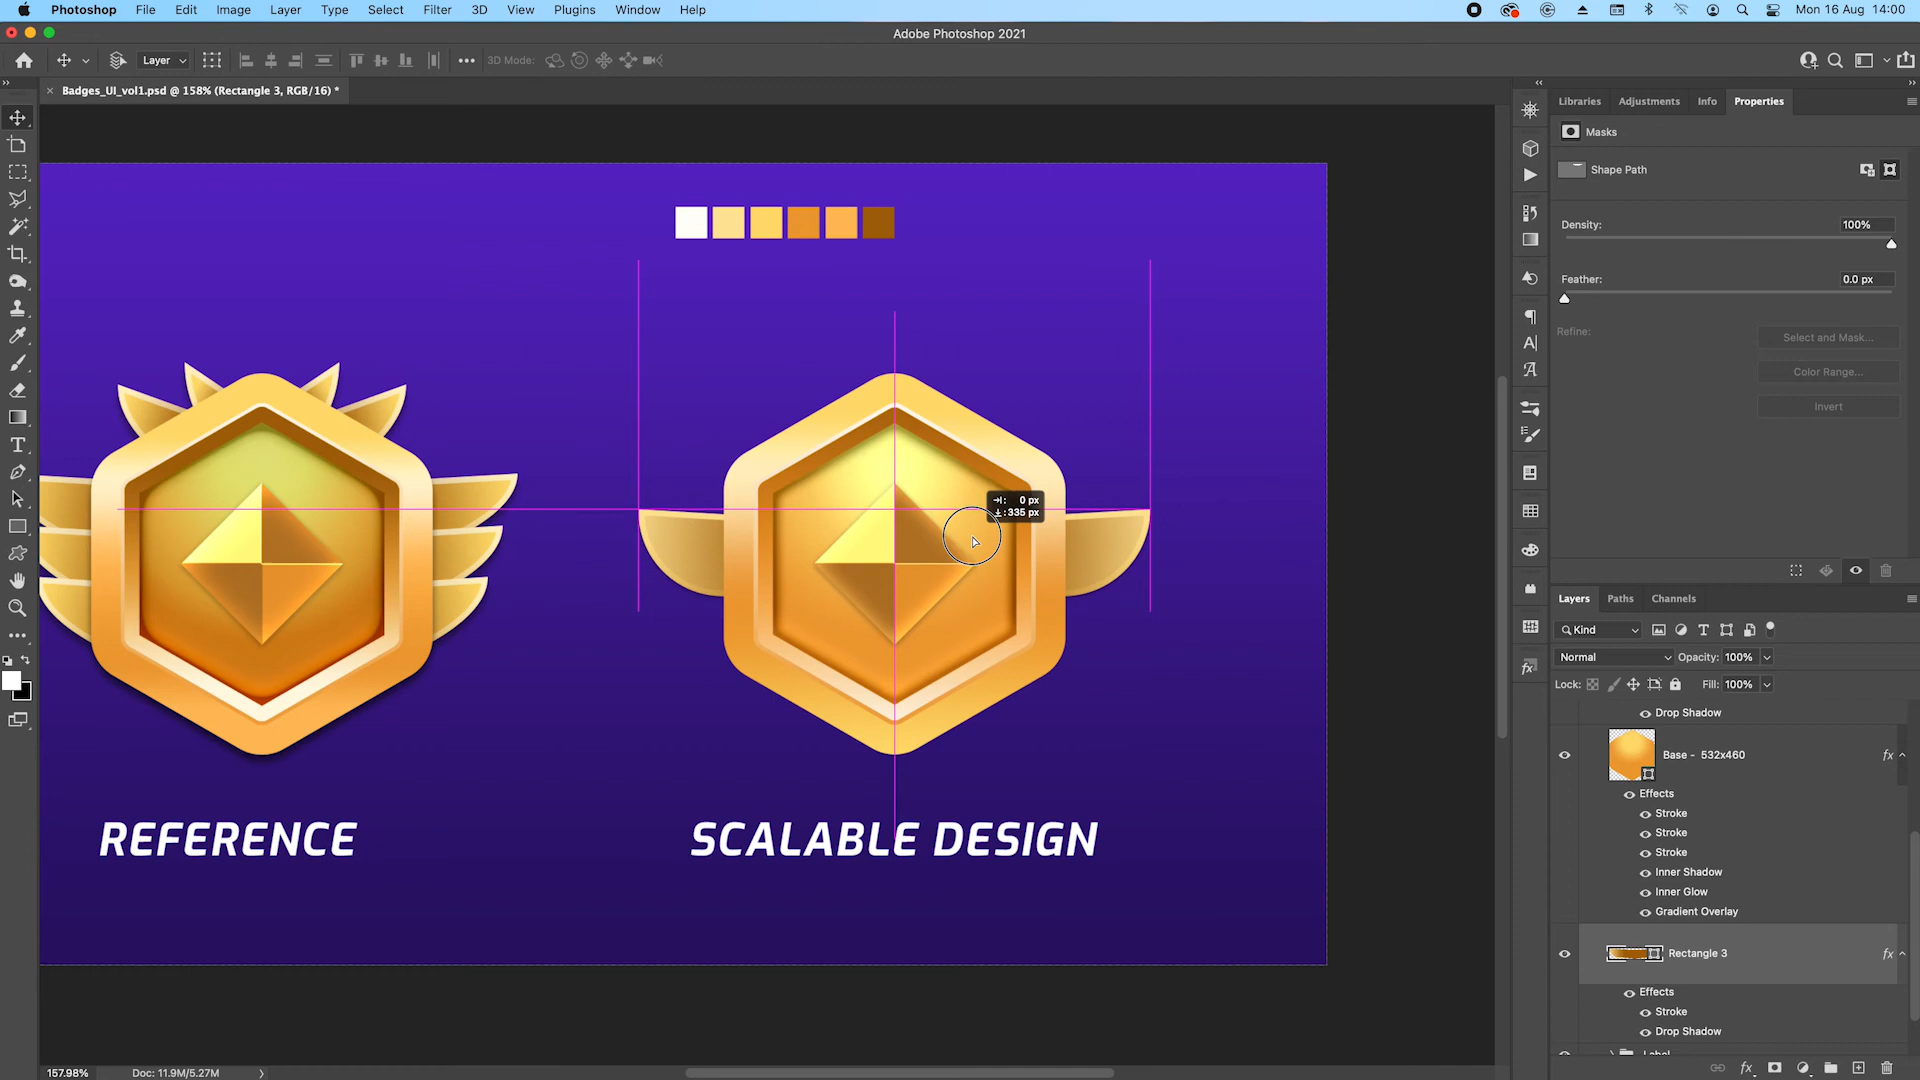 Photoshop File Edit Image Layer Type Select Filter 3D View Plugins Window Help Mon 16 Aug 14:00
Adobe Photoshop 2021
Layer 3D Mode:
Badges_UI_vol1.psd @ 158% (Rectangle 3, RGB/16) *
Libraries Adjustments Info Properties
Masks
Shape Path
Density: 100%
Feather: 0.0 px
Refine:
Select and Mask...
Color Range...
Invert
0 px
:335 px
REFERENCE
SCALABLE DESIGN
Layers Paths Channels
Kind
Normal Opacity: 100%
Lock: Fill: 100%
Drop Shadow
Base - 532x460 fx
Effects
Stroke
Stroke
Stroke
Inner Shadow
Inner Glow
Gradient Overlay
Rectangle 3 fx
Effects
Stroke
Drop Shadow
Label
157.98% Doc: 11.9M/5.27M